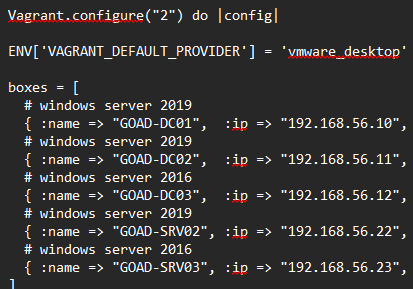 Vagrant.configure("2") do |config|
ENV['VAGRANT_DEFAULT_PROVIDER'] = 'vmware_desktop'
boxes = [
# windows server 2019
{ :name => "GOAD-DC01", :ip => "192.168.56.10",
# windows server 2019
{ :name => "GOAD-DC02", :ip => "192.168.56.11",
# windows server 2016
{ :name => "GOAD-DC03", :ip => "192.168.56.12",
# windows server 2019
{ :name => "GOAD-SRV02", :ip => "192.168.56.22",
# windows server 2016
{ :name => "GOAD-SRV03", :ip => "192.168.56.23",
]